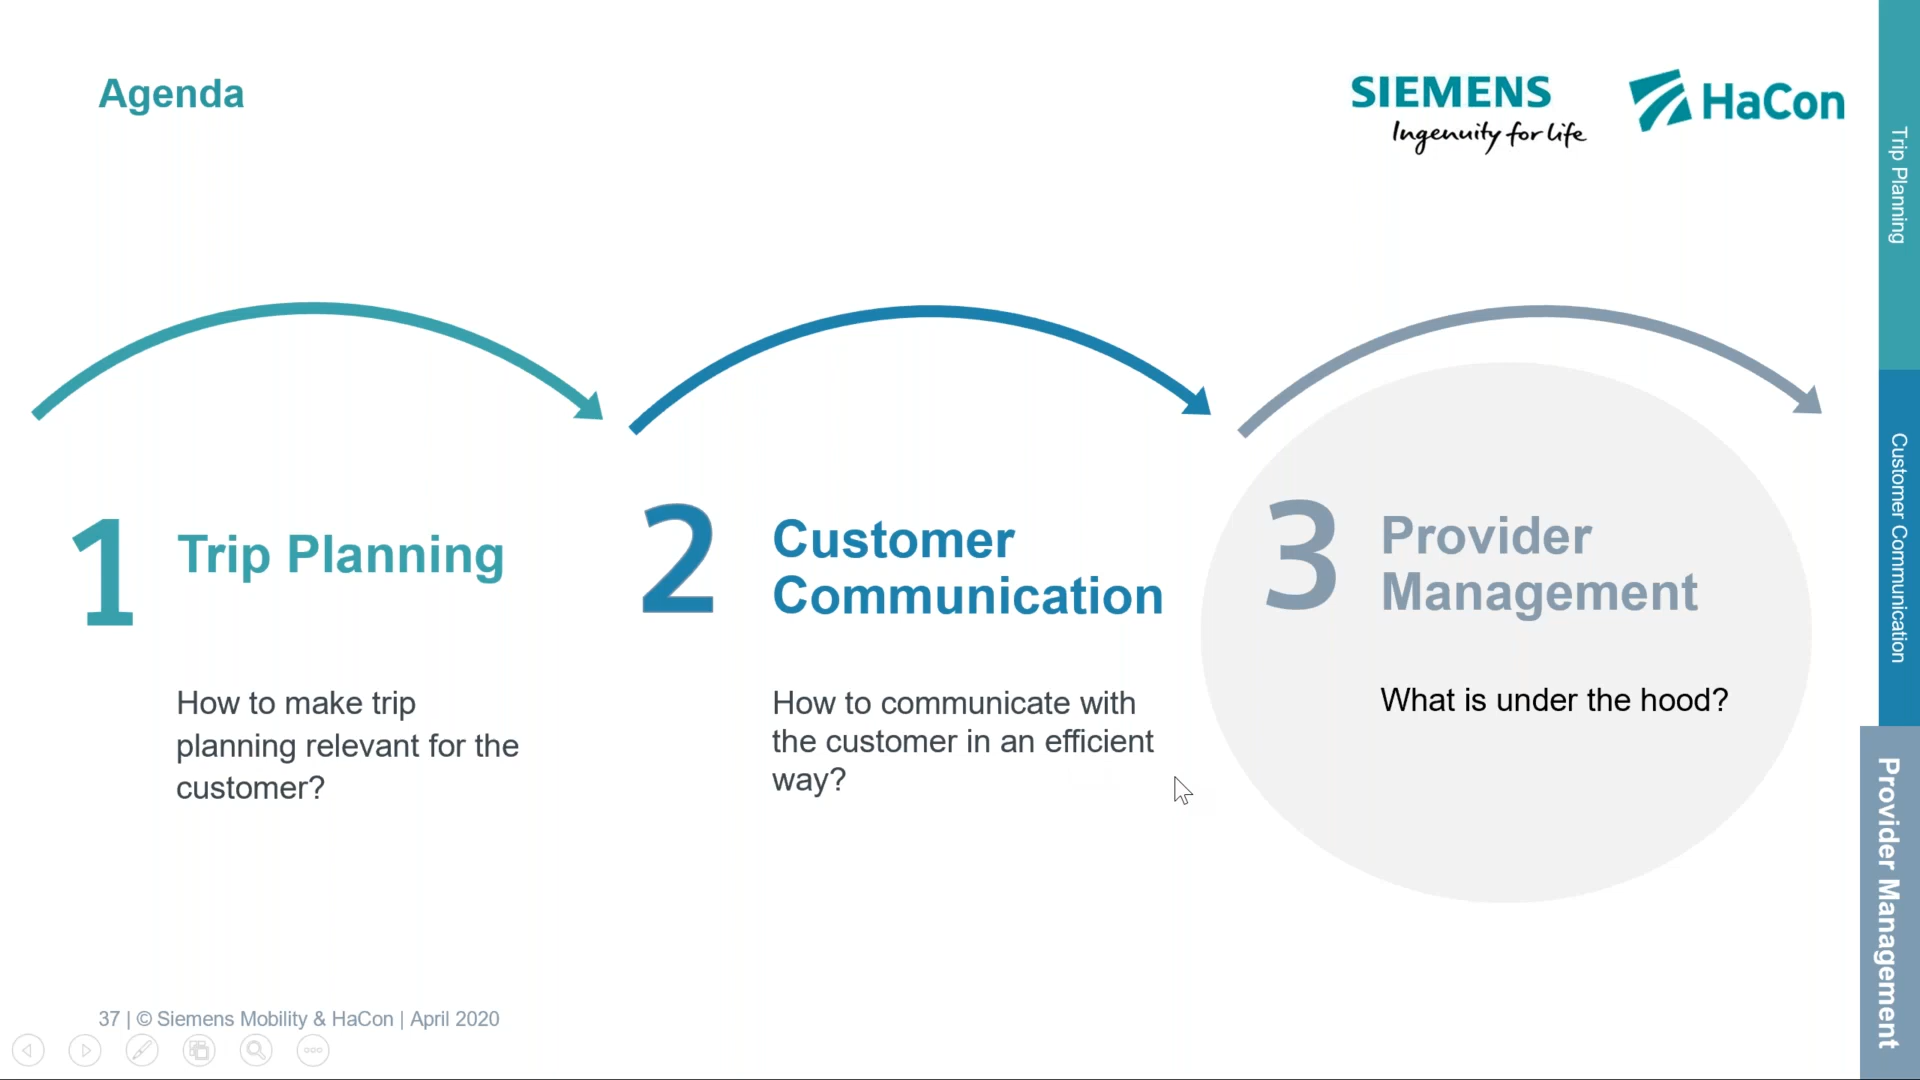 Agenda
SIEMENS
Ingenuity for life
HaCon
1
Trip Planning
How to make trip
planning relevant for the
customer?
2
Customer
Communication
How to communicate with
the customer in an efficient
way?
3
Provider
Management
What is under the hood?
Trip Planning
Customer Communication
Provider Management
37 | © Siemens Mobility & HaCon | April 2020